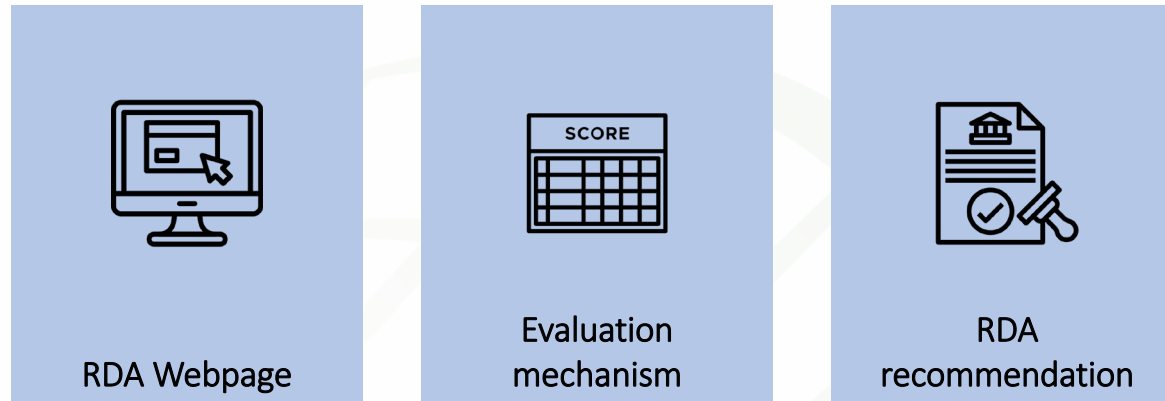 SCORE
RDA Webpage
Evaluation
mechanism
RDA
recommendation